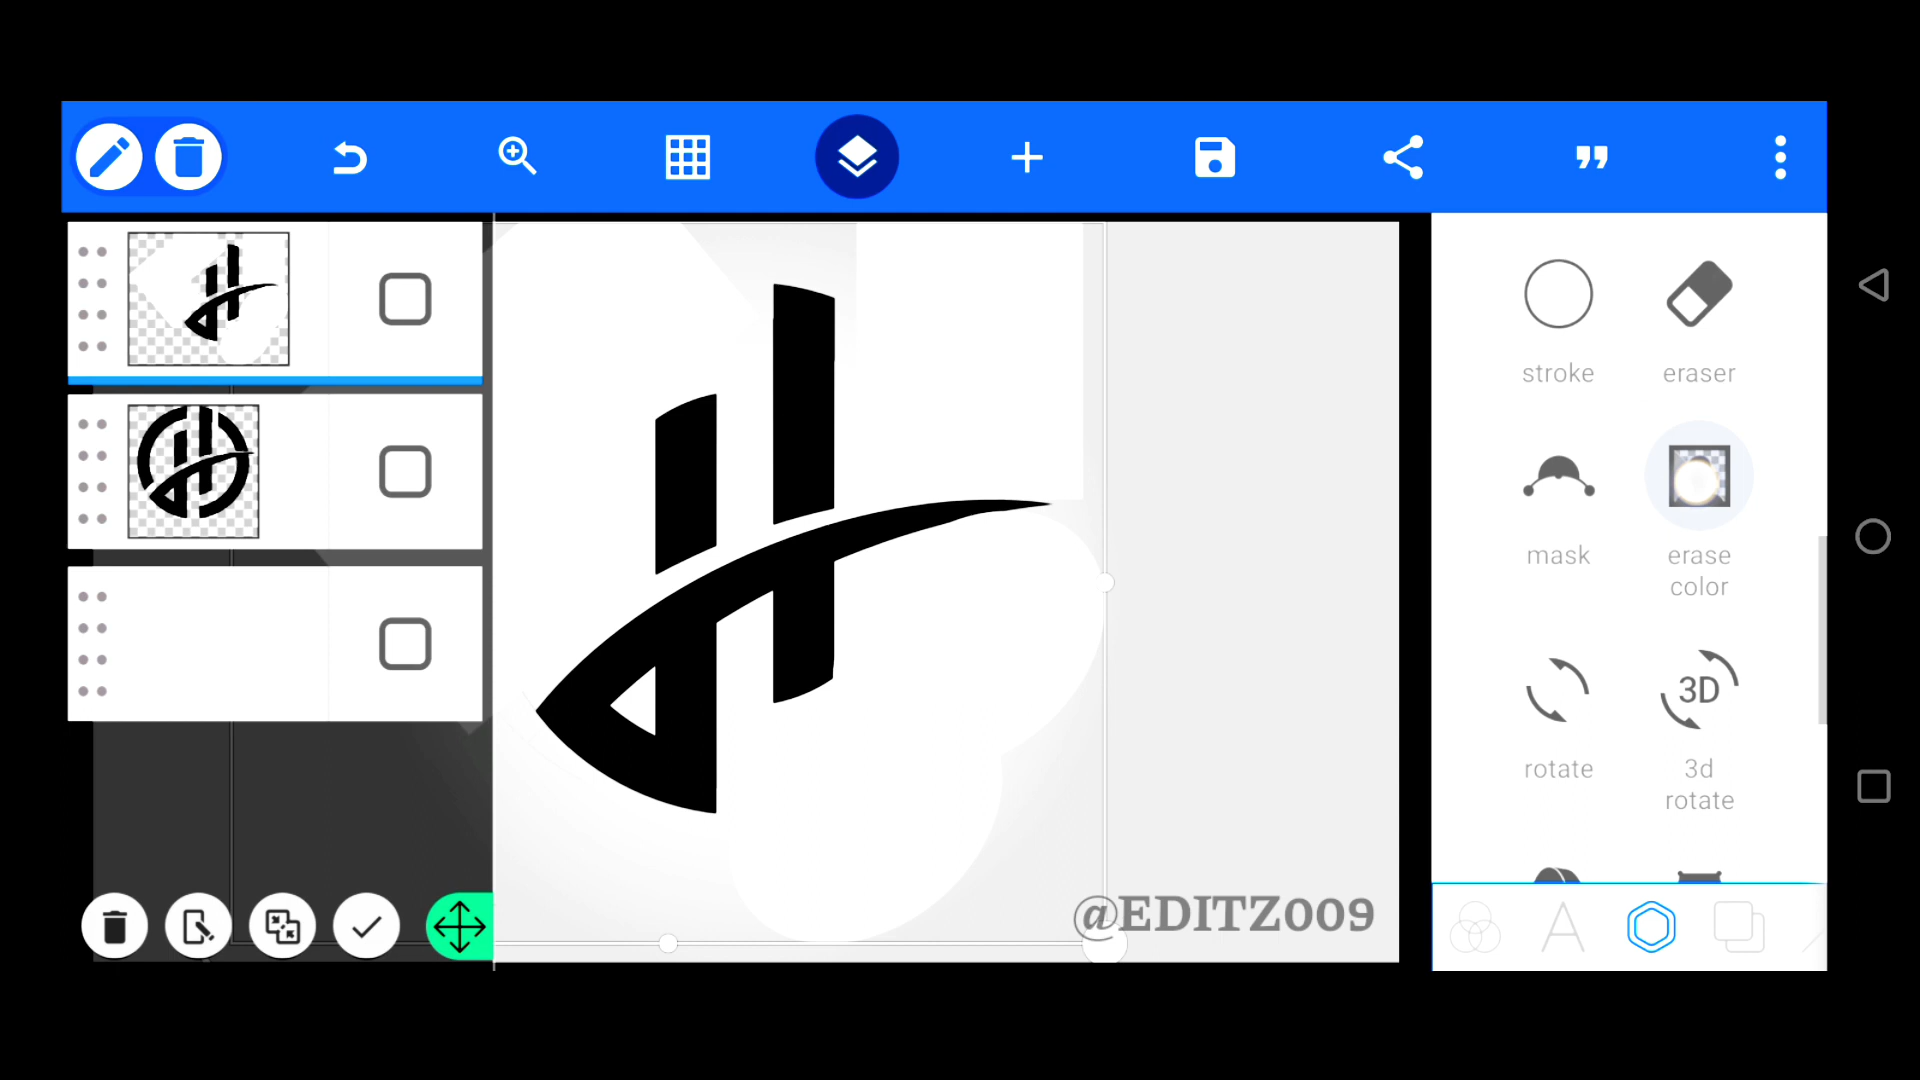 stroke
eraser
mask
erase
color
3D
rotate
3d
rotate
@EDITZ009
A